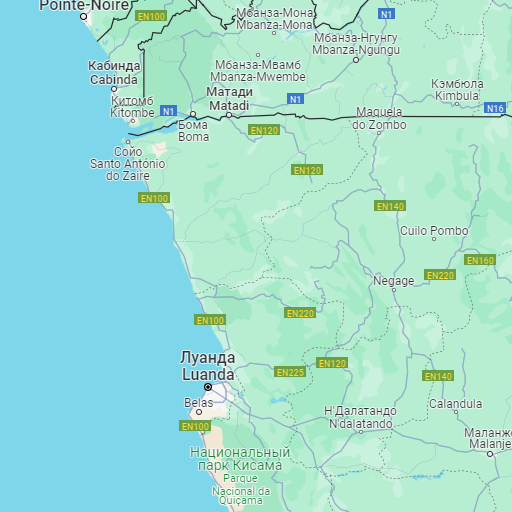 Pointe-Noire
EN100
Мбанза-Мона
Mbanza-Mona
N1
Мбанза-Нгунгу
Mbanza-Ngungu
Кабинда
Cabinda
Мбанза-Мвамб
Mbanza-Mwembe
Китомб
Kitombe
N1
Матади
Matadi
N1
Кэмбюла
Kimbula
N16
Бома
Boma
EN120
Maquela
do Zombo
Сойо
Santo António
do Zaire
EN120
EN100
EN140
Cuilo Pombo
EN160
EN220
Negage
EN100
EN220
Луанда
Luanda
EN120
EN225
EN140
Belas
EN100
Н'Далатандо
N'dalatando
Calandula
Маланже
Malanje
Национальный
парк Кисама
Parque
Nacional da
Quiçama